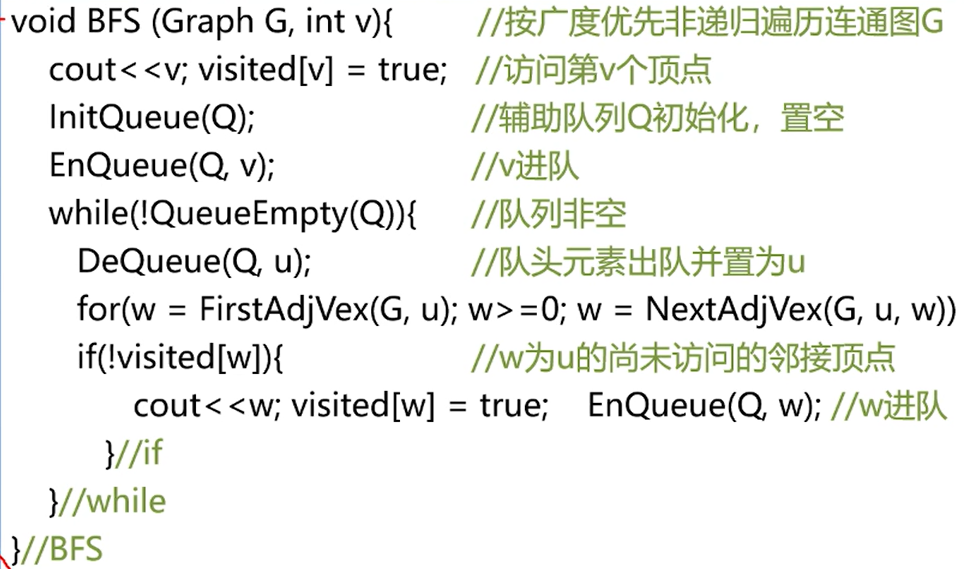 void BFS (Graph G, int v){ //按广度优先非递归遍历连通图G
cout<<v; visited[v] = true; //访问第v个顶点
InitQueue(Q); //辅助队列Q初始化，置空
EnQueue(Q, v); //v进队
while(!QueueEmpty(Q)){ //队列非空
DeQueue(Q, u); //队头元素出队并置为u
for(w = FirstAdjVex(G, u); w>=0; w = NextAdjVex(G, u, w))
if(!visited[w]){ //w为u的尚未访问的邻接顶点
cout<<w; visited[w] = true; EnQueue(Q, w); //w进队
}//if
}//while
}//BFS